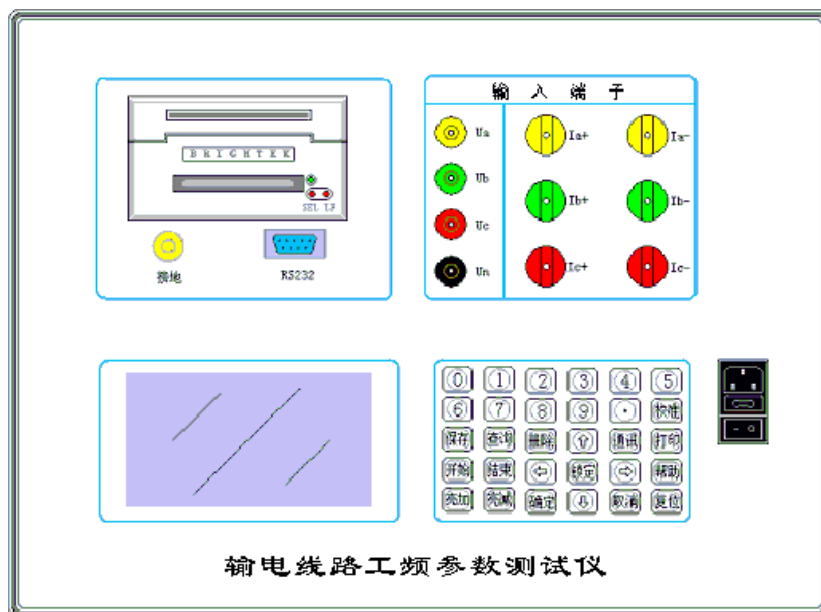 输入端子
BRIGHTEK
SEL LF
接地
RS232
Ua Ia+ Ia-
Ub Ib+ Ib-
Uc Ic+ Ic-
Un
0 1 2 3 4 5
6 7 8 9 · 校准
保存 查询 删除 ⇧ 通讯 打印
开始 结束 ⇦ 锁定 ⇨ 帮助
亮加 亮减 确定 ⇩ 取消 复位
输电线路工频参数测试仪